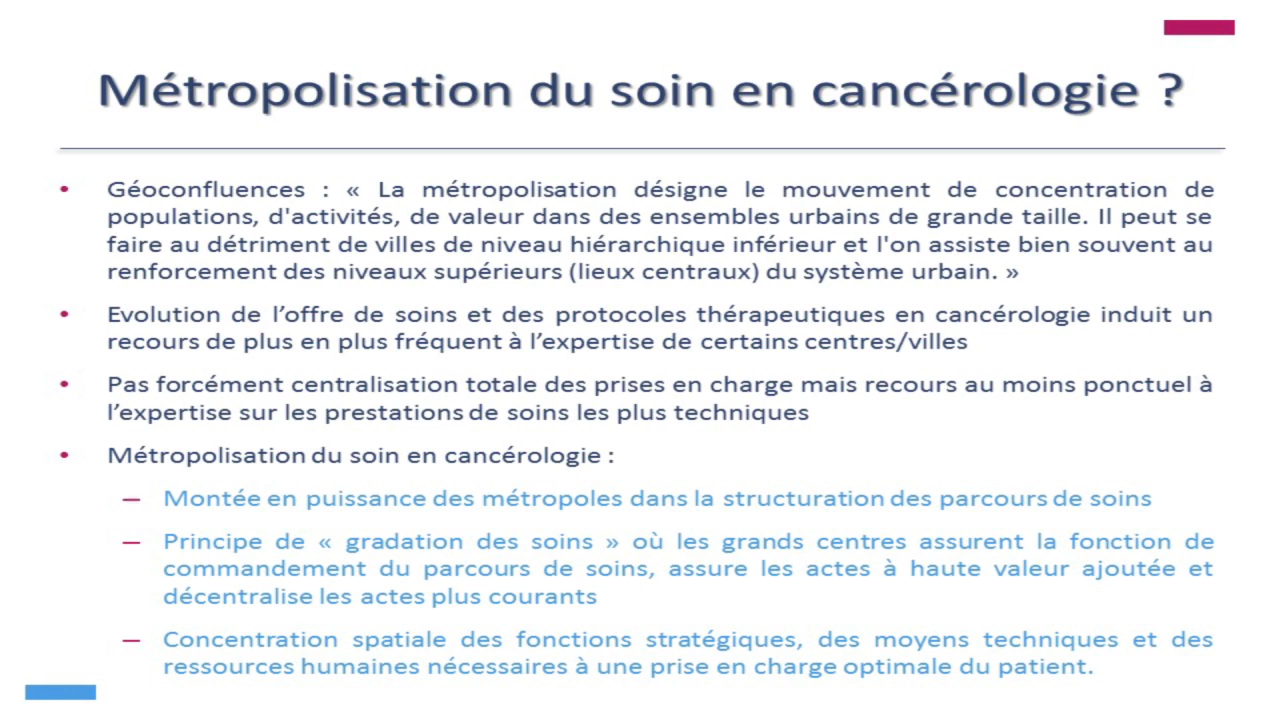 Métropolisation du soin en cancérologie ?
• Géoconfluences : « La métropolisation désigne le mouvement de concentration de
populations, d'activités, de valeur dans des ensembles urbains de grande taille. Il peut se
faire au détriment de villes de niveau hiérarchique inférieur et l'on assiste bien souvent au
renforcement des niveaux supérieurs (lieux centraux) du système urbain. »
• Evolution de l’offre de soins et des protocoles thérapeutiques en cancérologie induit un
recours de plus en plus fréquent à l’expertise de certains centres/villes
• Pas forcément centralisation totale des prises en charge mais recours au moins ponctuel à
l’expertise sur les prestations de soins les plus techniques
• Métropolisation du soin en cancérologie :
– Montée en puissance des métropoles dans la structuration des parcours de soins
– Principe de « gradation des soins » où les grands centres assurent la fonction de
commandement du parcours de soins, assure les actes à haute valeur ajoutée et
décentralise les actes plus courants
– Concentration spatiale des fonctions stratégiques, des moyens techniques et des
ressources humaines nécessaires à une prise en charge optimale du patient.